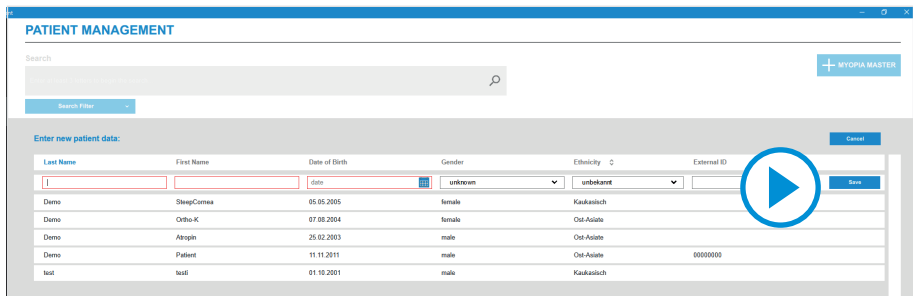 nt
PATIENT MANAGEMENT
Search
MYOPIA MASTER
Search Filter
Enter new patient data:
Cancel
Last Name First Name Date of Birth Gender Ethnicity External ID
date unknown unbekannt Save
Demo SteepCornea 05.05.2005 female Kaukasisch
Demo Ortho-K 07.08.2004 female Ost-Asiate
Demo Atropin 25.02.2003 male Ost-Asiate
Demo Patient 11.11.2011 male Ost-Asiate 00000000
test testi 01.10.2001 male Kaukasisch